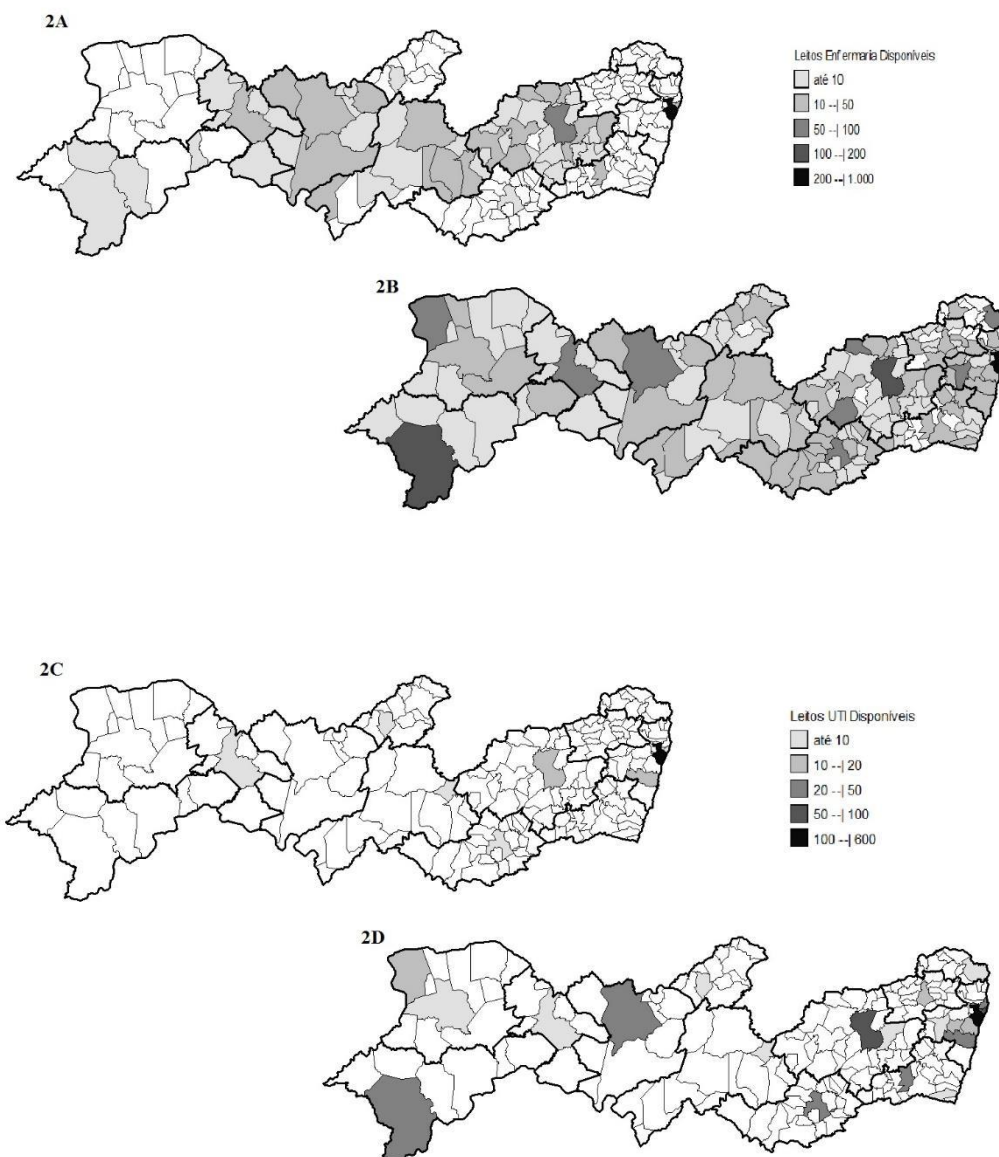 2A
Leitos Enfermaria Disponíveis
até 10
10 --| 50
50 --| 100
100 --| 200
200 --| 1.000
2B
2C
Leitos UTI Disponíveis
até 10
10 --| 20
20 --| 50
50 --| 100
100 --| 600
2D